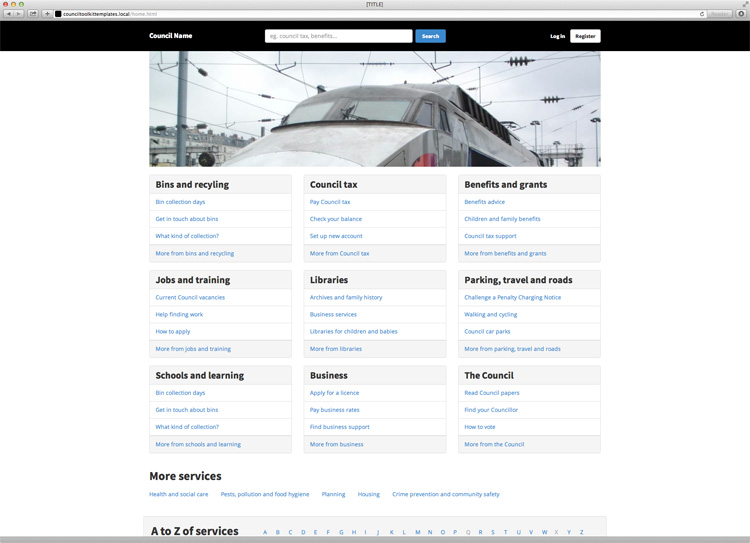 [TITLE]
counciltoolkittemplates.local/home.html
Reader
Council Name
eg. council tax, benefits...
Search
Log in
Register
Bins and recyling
Bin collection days
Get in touch about bins
What kind of collection?
More from bins and recycling
Council tax
Pay Council tax
Check your balance
Set up new account
More from Council tax
Benefits and grants
Benefits advice
Children and family benefits
Council tax support
More from benefits and grants
Jobs and training
Current Council vacancies
Help finding work
How to apply
More from jobs and training
Libraries
Archives and family history
Business services
Libraries for children and babies
More from libraries
Parking, travel and roads
Challenge a Penalty Charging Notice
Walking and cycling
Council car parks
More from parking, travel and roads
Schools and learning
Bin collection days
Get in touch about bins
What kind of collection?
More from schools and learning
Business
Apply for a licence
Pay business rates
Find business support
More from business
The Council
Read Council papers
Find your Councillor
How to vote
More from the Council
More services
Health and social care Pests, pollution and food hygiene Planning Housing Crime prevention and community safety
A to Z of services A B C D E F G H I J K L M N O P Q R S T U V W X Y Z